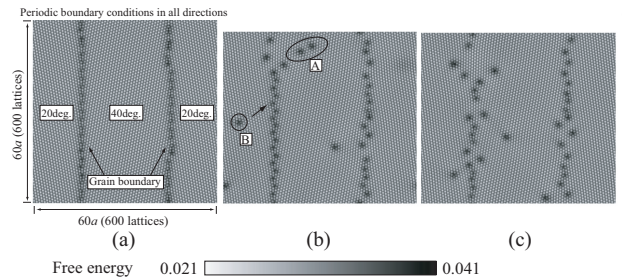 Periodic boundary conditions in all directions
60a (600 lattices)
20deg.
40deg.
20deg.
Grain boundary
60a (600 lattices)
A
B
(a)
(b)
(c)
Free energy 0.021 0.041